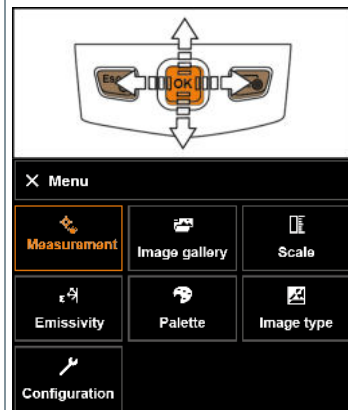 Esc
OK
X Menu
Measurement
Image gallery
Scale
ε
Emissivity
Palette
Image type
Configuration